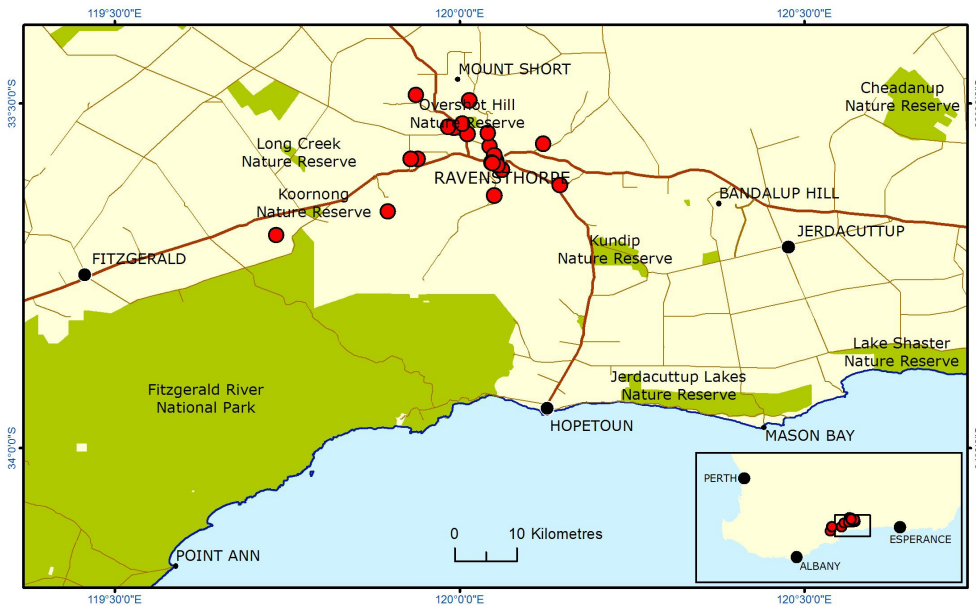 119°30'0"E
120°0'0"E
120°30'0"E
33°30'0"S
MOUNT SHORT
Overshot Hill
Nature Reserve
Cheadanup
Nature Reserve
Long Creek
Nature Reserve
RAVENSTHORPE
Koornong
Nature Reserve
BANDALUP HILL
JERDACUTTUP
FITZGERALD
Kundip
Nature Reserve
Lake Shaster
Nature Reserve
Fitzgerald River
National Park
Jerdacuttup Lakes
Nature Reserve
HOPETOUN
MASON BAY
34°0'0"S
PERTH
0 10 Kilometres
ESPERANCE
POINT ANN
ALBANY
119°30'0"E
120°0'0"E
120°30'0"E